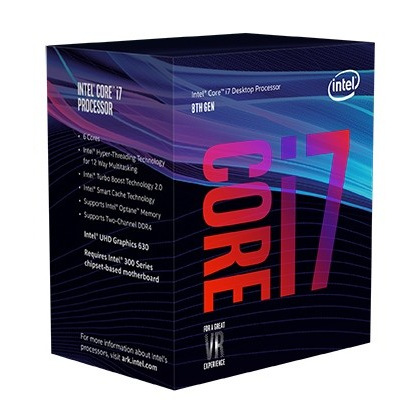 INTEL® CORE™ i7
PROCESSOR
• 6 Cores
• Intel® Hyper-Threading Technology
for 12 Way Multitasking
• Intel® Turbo Boost Technology 2.0
• Intel® Smart Cache Technology
• Supports Intel® Optane™ Memory
• Supports Two-Channel DDR4
Intel® UHD Graphics 630
Requires Intel® 300 Series
chipset-based motherboard
For more information about Intel's
processors, visit ark.intel.com
Intel® Core™ i7 Desktop Processor
8TH GEN
intel
CORE i7
FOR A GREAT
VR
EXPERIENCE